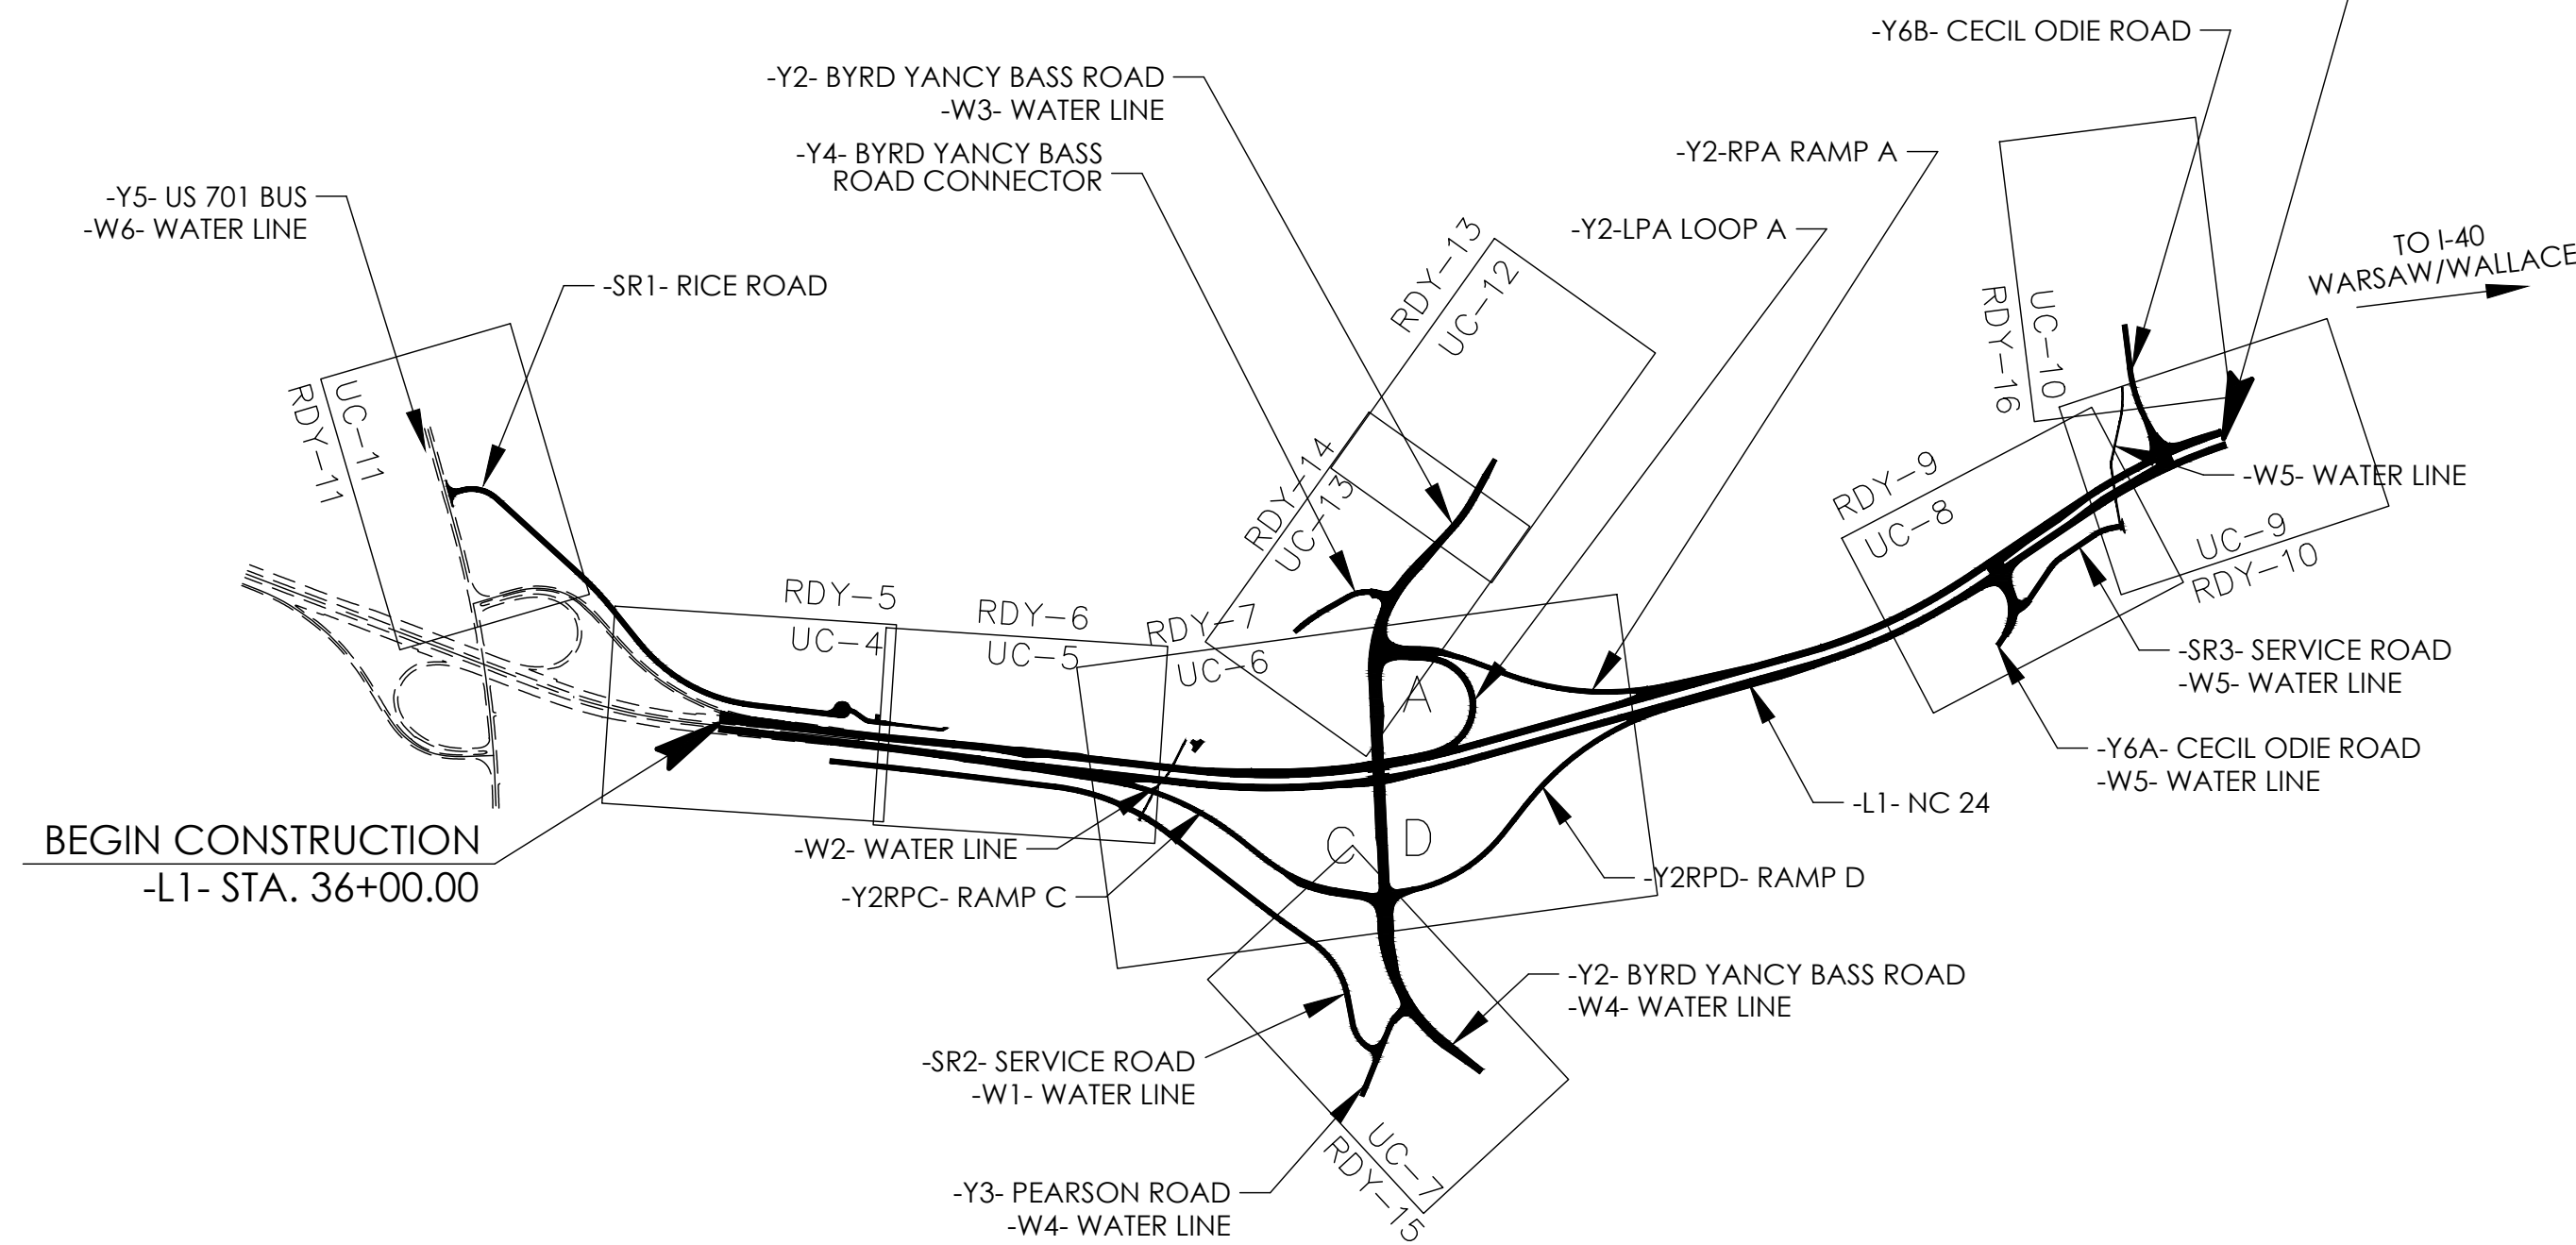 -Y6B- CECIL ODIE ROAD
-Y2- BYRD YANCY BASS ROAD
-W3- WATER LINE
-Y4- BYRD YANCY BASS
ROAD CONNECTOR
-Y2-RPA RAMP A
-Y5- US 701 BUS
-W6- WATER LINE
-Y2-LPA LOOP A
TO I-40
WARSAW/WALLACE
-SR1- RICE ROAD
RDY-13
UC-12
RDY-16
UC-10
RDY-11
UC-11
RDY-14
UC-13
RDY-9
UC-8
-W5- WATER LINE
UC-9
RDY-10
RDY-5
UC-4
RDY-6
UC-5
RDY-7
UC-6
-SR3- SERVICE ROAD
-W5- WATER LINE
A
-Y6A- CECIL ODIE ROAD
-W5- WATER LINE
-L1- NC 24
BEGIN CONSTRUCTION
-L1- STA. 36+00.00
C
D
-W2- WATER LINE
-Y2RPC- RAMP C
-Y2RPD- RAMP D
-Y2- BYRD YANCY BASS ROAD
-W4- WATER LINE
-SR2- SERVICE ROAD
-W1- WATER LINE
UC-7
RDY-15
-Y3- PEARSON ROAD
-W4- WATER LINE